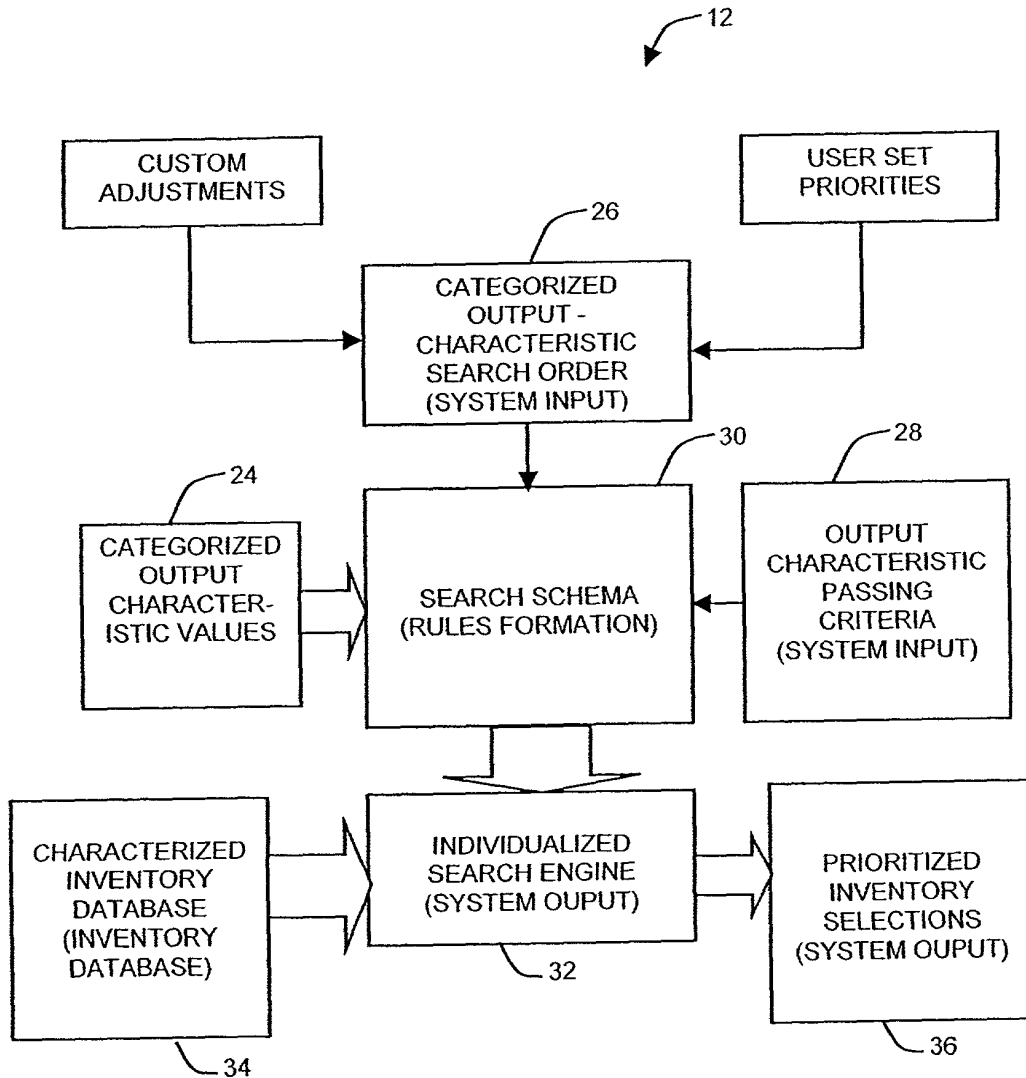 12
CUSTOM
ADJUSTMENTS
USER SET
PRIORITIES
26
CATEGORIZED
OUTPUT -
CHARACTERISTIC
SEARCH ORDER
(SYSTEM INPUT)
24
CATEGORIZED
OUTPUT
CHARACTER-
ISTIC VALUES
30
SEARCH SCHEMA
(RULES FORMATION)
28
OUTPUT
CHARACTERISTIC
PASSING
CRITERIA
(SYSTEM INPUT)
CHARACTERIZED
INVENTORY
DATABASE
(INVENTORY
DATABASE)
34
INDIVIDUALIZED
SEARCH ENGINE
(SYSTEM OUPUT)
32
PRIORITIZED
INVENTORY
SELECTIONS
(SYSTEM OUPUT)
36